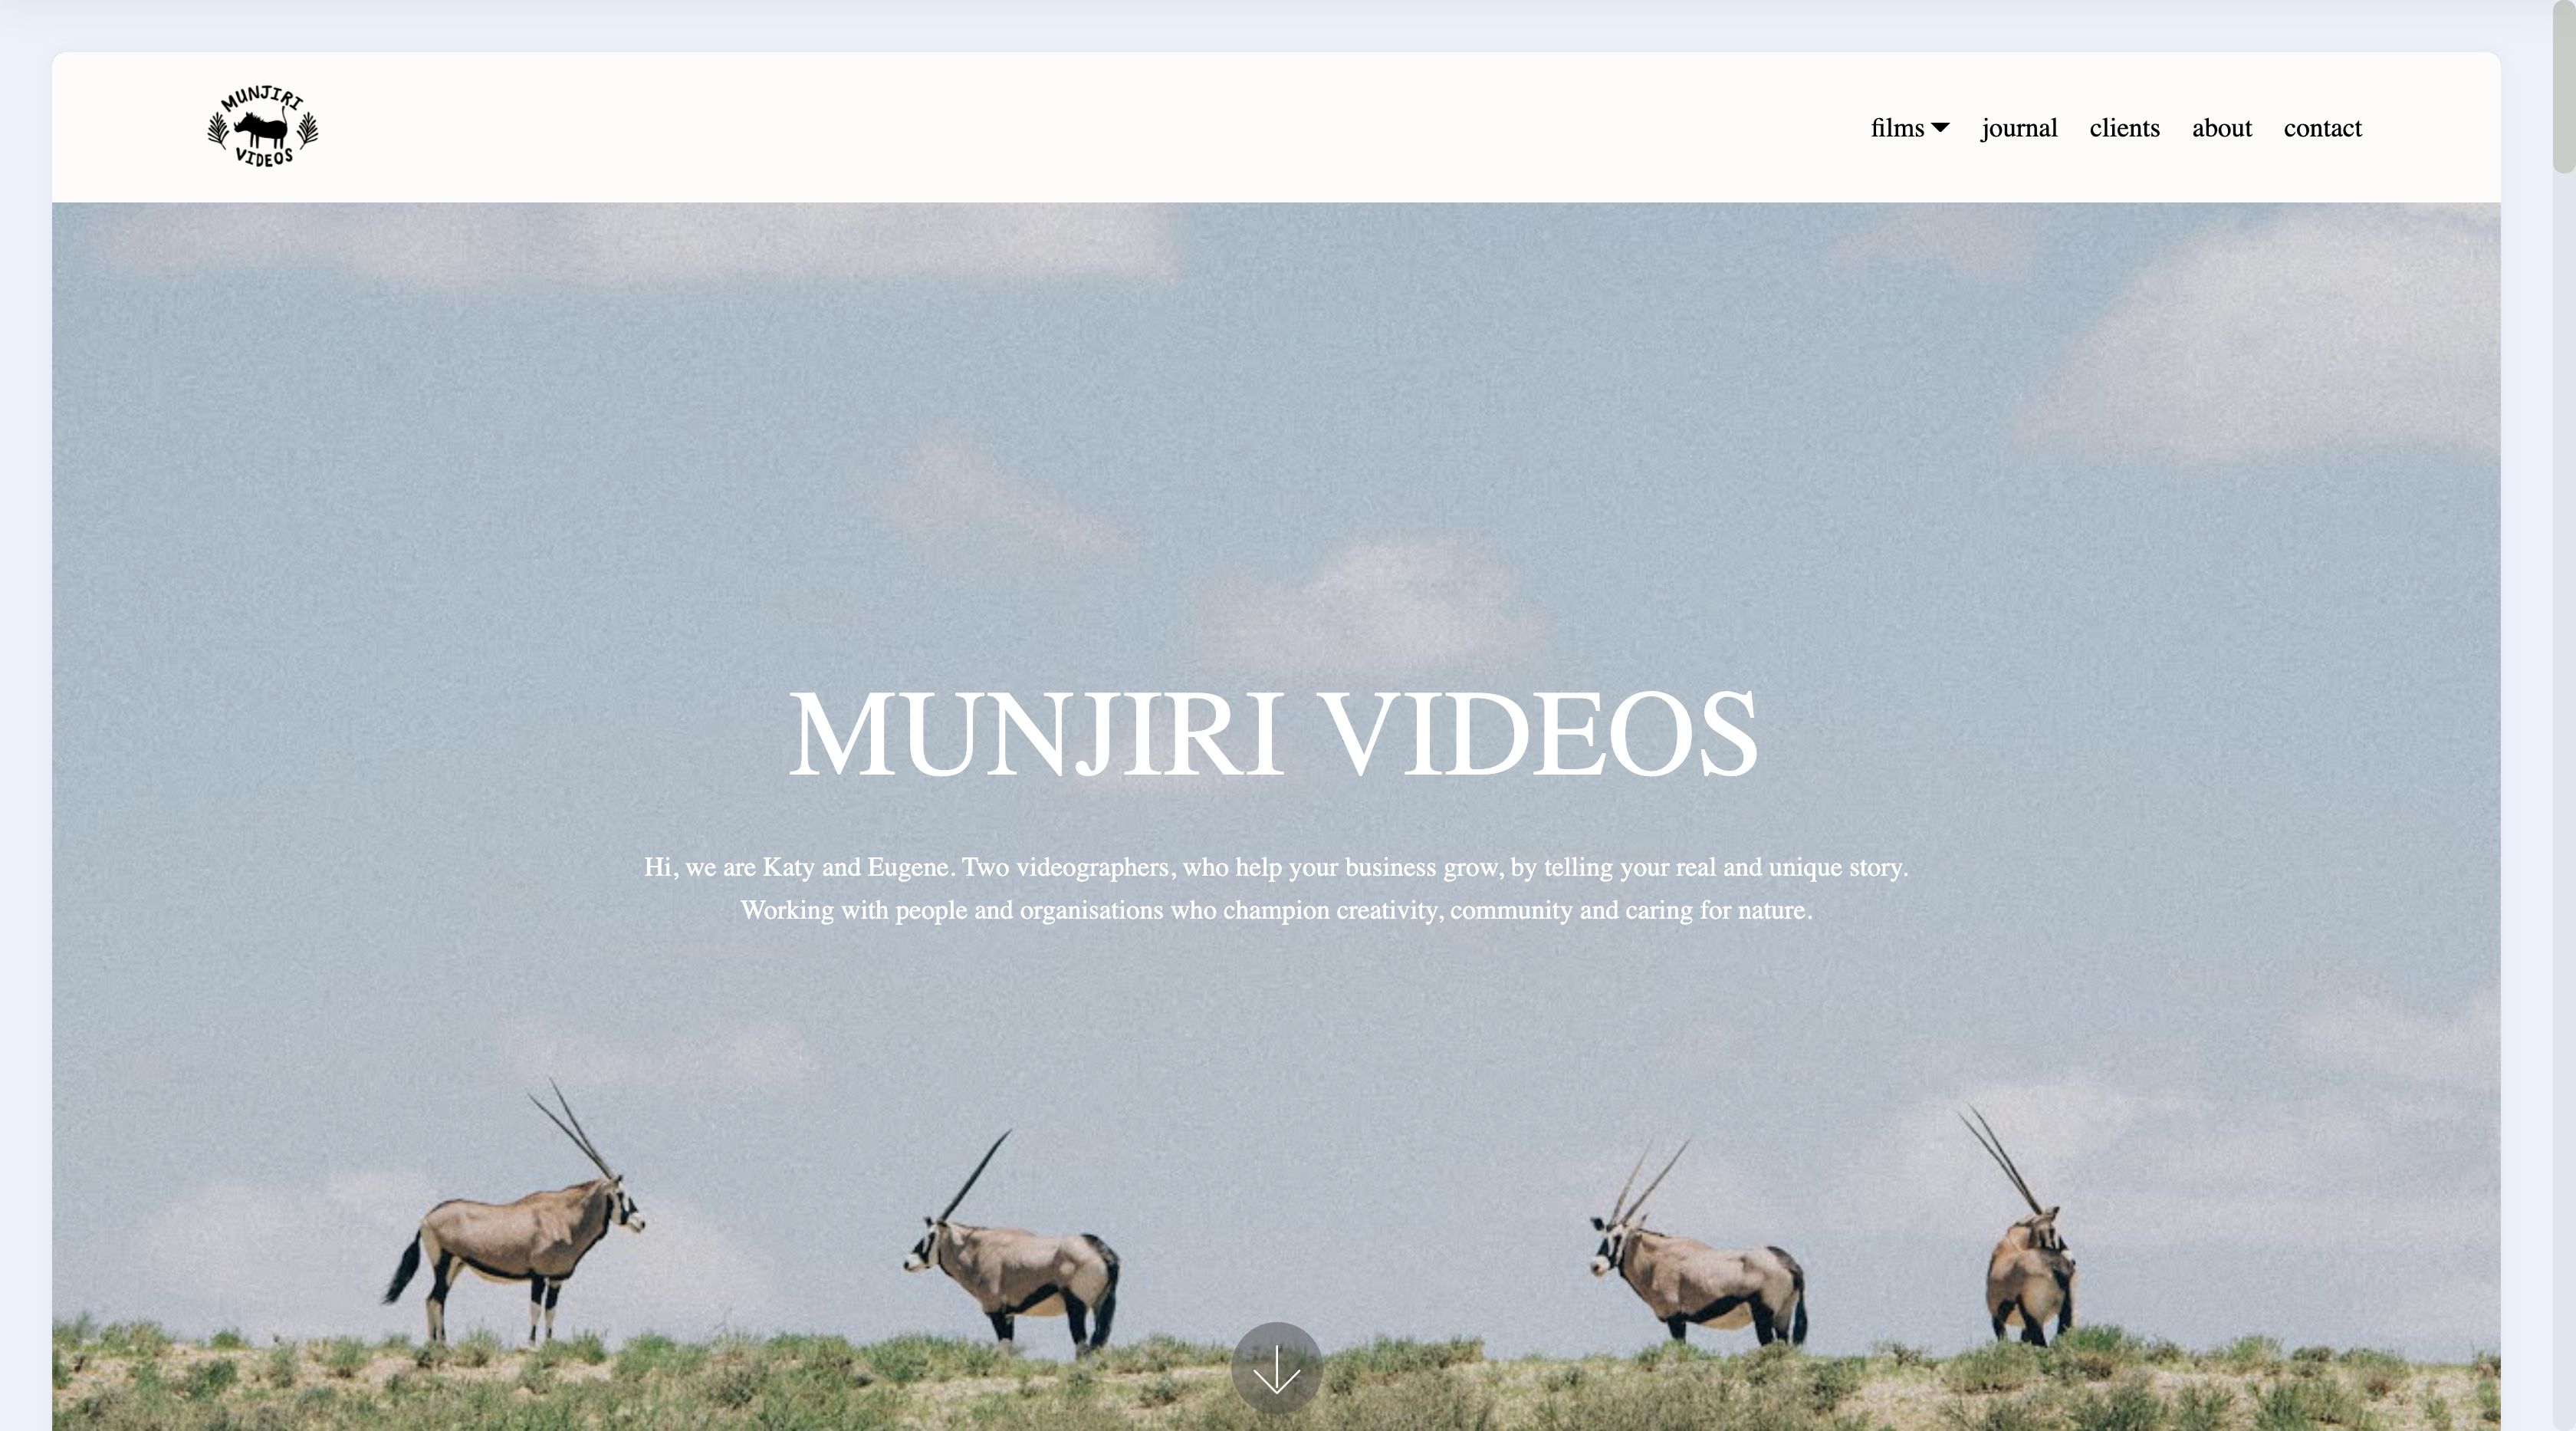 MUNJIRI
VIDEOS
films journal clients about contact
MUNJIRI VIDEOS
Hi, we are Katy and Eugene. Two videographers, who help your business grow, by telling your real and unique story.
Working with people and organisations who champion creativity, community and caring for nature.